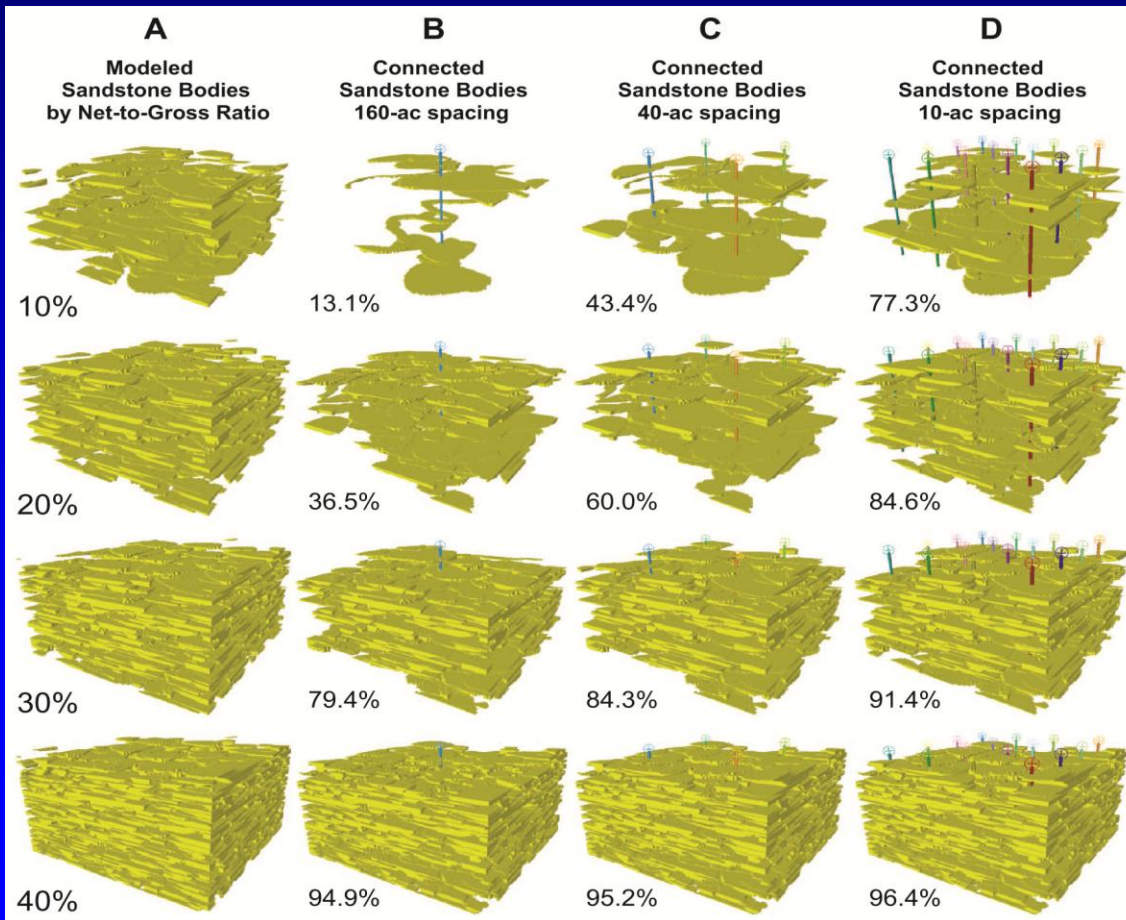 A
Modeled
Sandstone Bodies
by Net-to-Gross Ratio
B
Connected
Sandstone Bodies
160-ac spacing
C
Connected
Sandstone Bodies
40-ac spacing
D
Connected
Sandstone Bodies
10-ac spacing
10%
13.1%
43.4%
77.3%
20%
36.5%
60.0%
84.6%
30%
79.4%
84.3%
91.4%
40%
94.9%
95.2%
96.4%